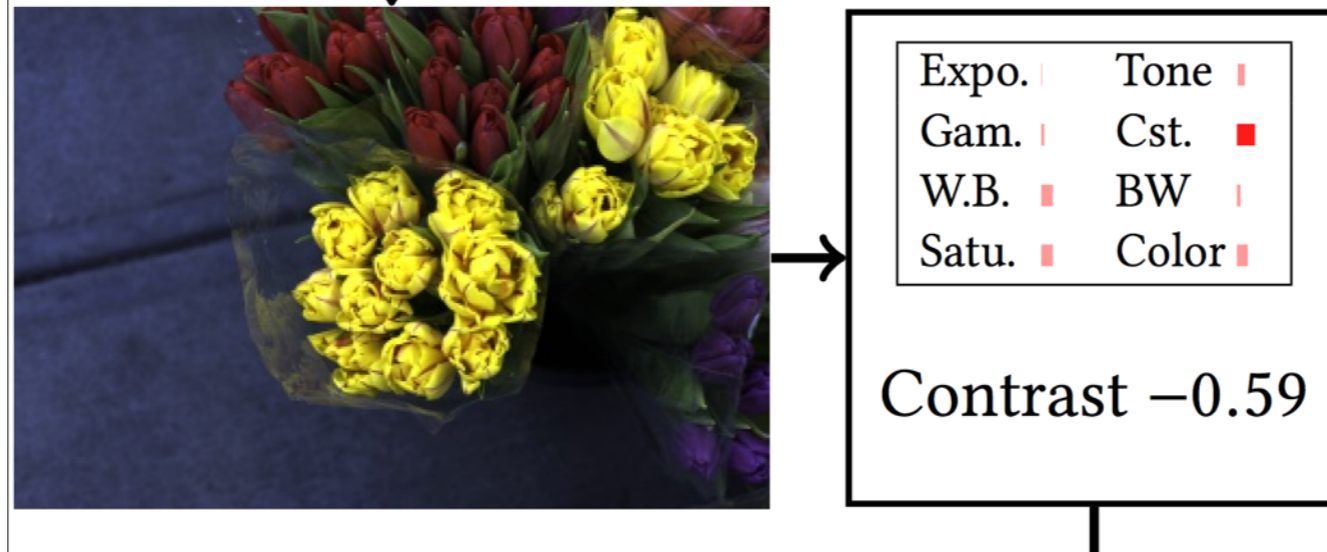 Expo. Tone
Gam. Cst.
W.B. BW
Satu. Color
Contrast −0.59